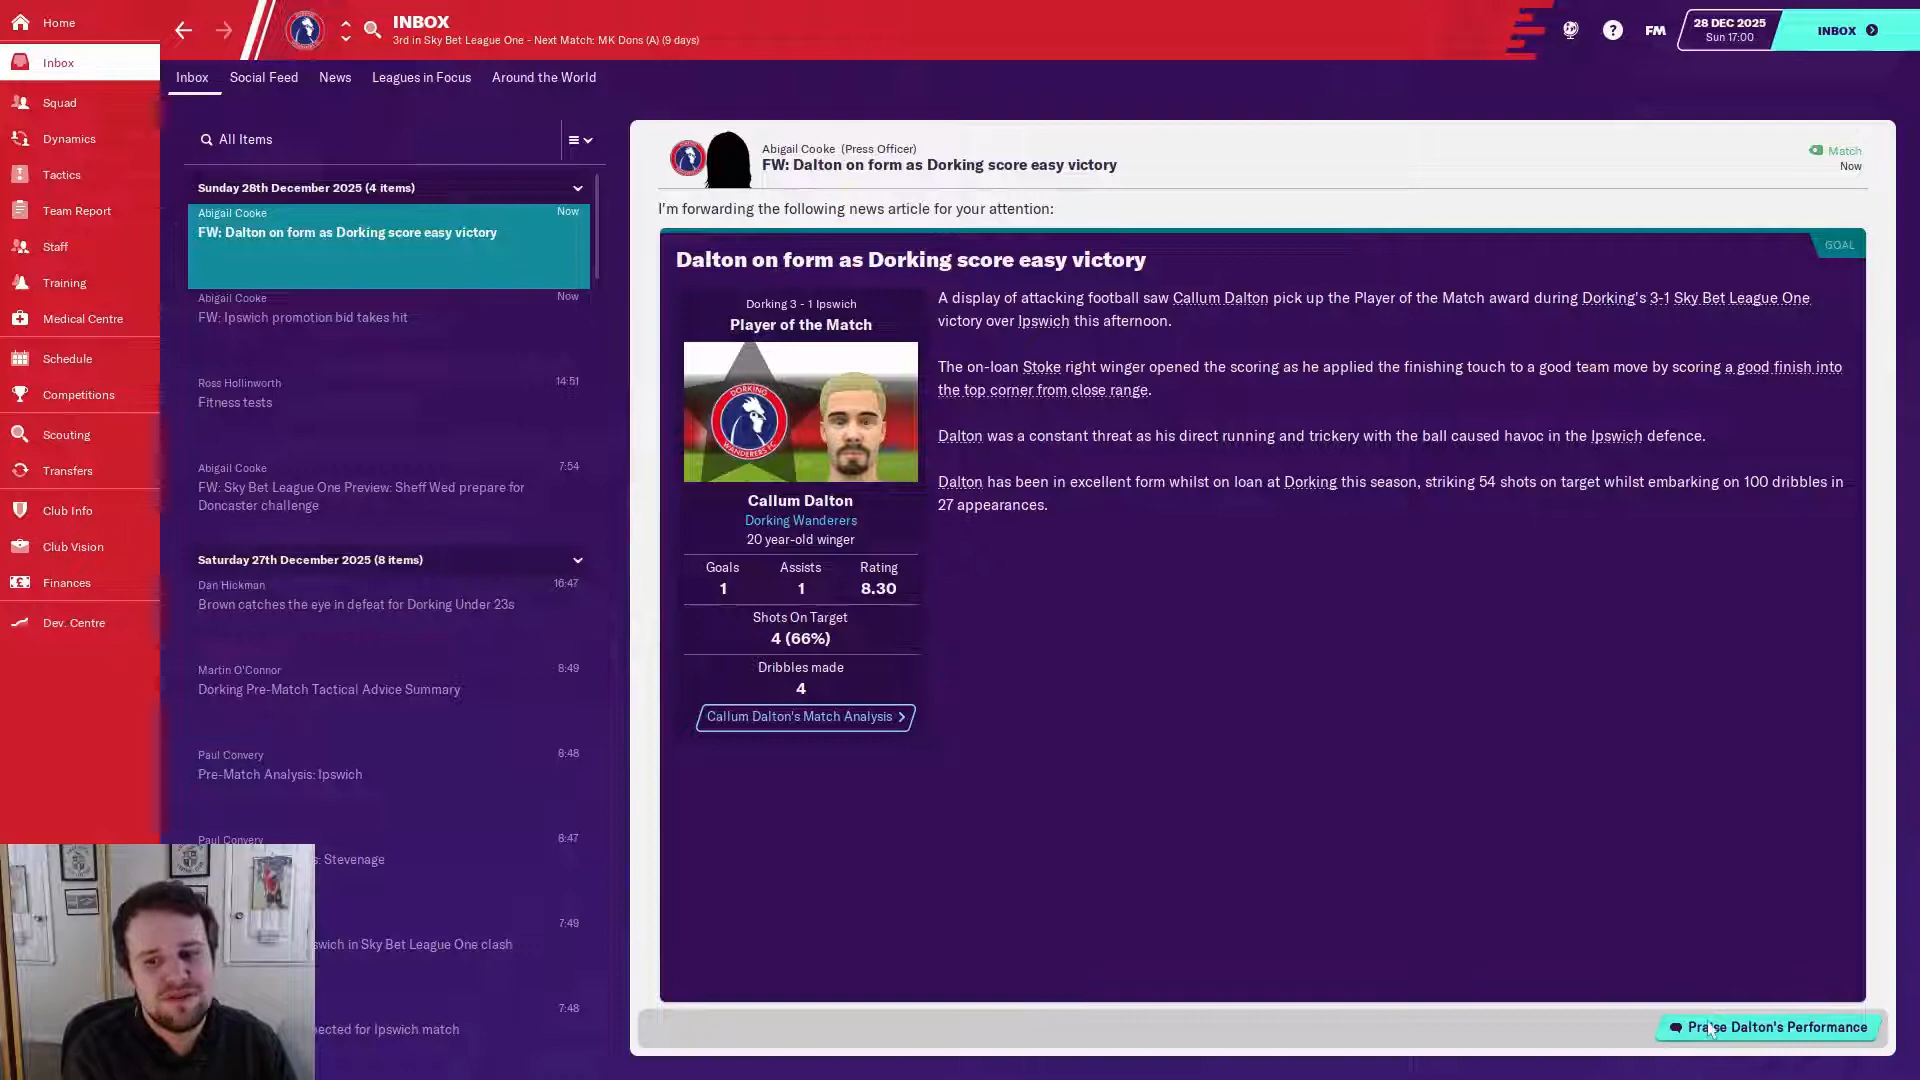 Home
Inbox
Squad
Dynamics
Tactics
Team Report
Staff
Training
Medical Centre
Schedule
Competitions
Scouting
Transfers
Club Info
Club Vision
Finances
Dev. Centre
INBOX
3rd in Sky Bet League One - Next Match: MK Dons (A) (9 days)
?
FM
28 DEC 2025
Sun 17:00
INBOX
Inbox Social Feed News Leagues in Focus Around the World
All Items
Sunday 28th December 2025 (4 items)
Abigail Cooke Now
FW: Dalton on form as Dorking score easy victory
Abigail Cooke Now
FW: Ipswich promotion bid takes hit
Ross Hollinworth 14:51
Fitness tests
Abigail Cooke 7:54
FW: Sky Bet League One Preview: Sheff Wed prepare for
Doncaster challenge
Saturday 27th December 2025 (8 items)
Dan Hickman 16:47
Brown catches the eye in defeat for Dorking Under 23s
Martin O'Connor 8:49
Dorking Pre-Match Tactical Advice Summary
Paul Convery 8:48
Pre-Match Analysis: Ipswich
Paul Convery 8:47
s: Stevenage
7:49
swich in Sky Bet League One clash
7:48
ected for Ipswich match
Abigail Cooke (Press Officer)
FW: Dalton on form as Dorking score easy victory
Match
Now
I'm forwarding the following news article for your attention:
GOAL
Dalton on form as Dorking score easy victory
Dorking 3 - 1 Ipswich
Player of the Match
DORKING
WANDERERS FC
Callum Dalton
Dorking Wanderers
20 year-old winger
Goals Assists Rating
1 1 8.30
Shots On Target
4 (66%)
Dribbles made
4
Callum Dalton's Match Analysis
A display of attacking football saw Callum Dalton pick up the Player of the Match award during Dorking's 3-1 Sky Bet League One
victory over Ipswich this afternoon.
The on-loan Stoke right winger opened the scoring as he applied the finishing touch to a good team move by scoring a good finish into
the top corner from close range.
Dalton was a constant threat as his direct running and trickery with the ball caused havoc in the Ipswich defence.
Dalton has been in excellent form whilst on loan at Dorking this season, striking 54 shots on target whilst embarking on 100 dribbles in
27 appearances.
Praise Dalton's Performance